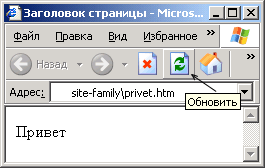 Заголовок страницы - Micros...
Файл Правка Вид Избранное »
Назад »
Адрес: site-family\privet.htm
Обновить
Привет